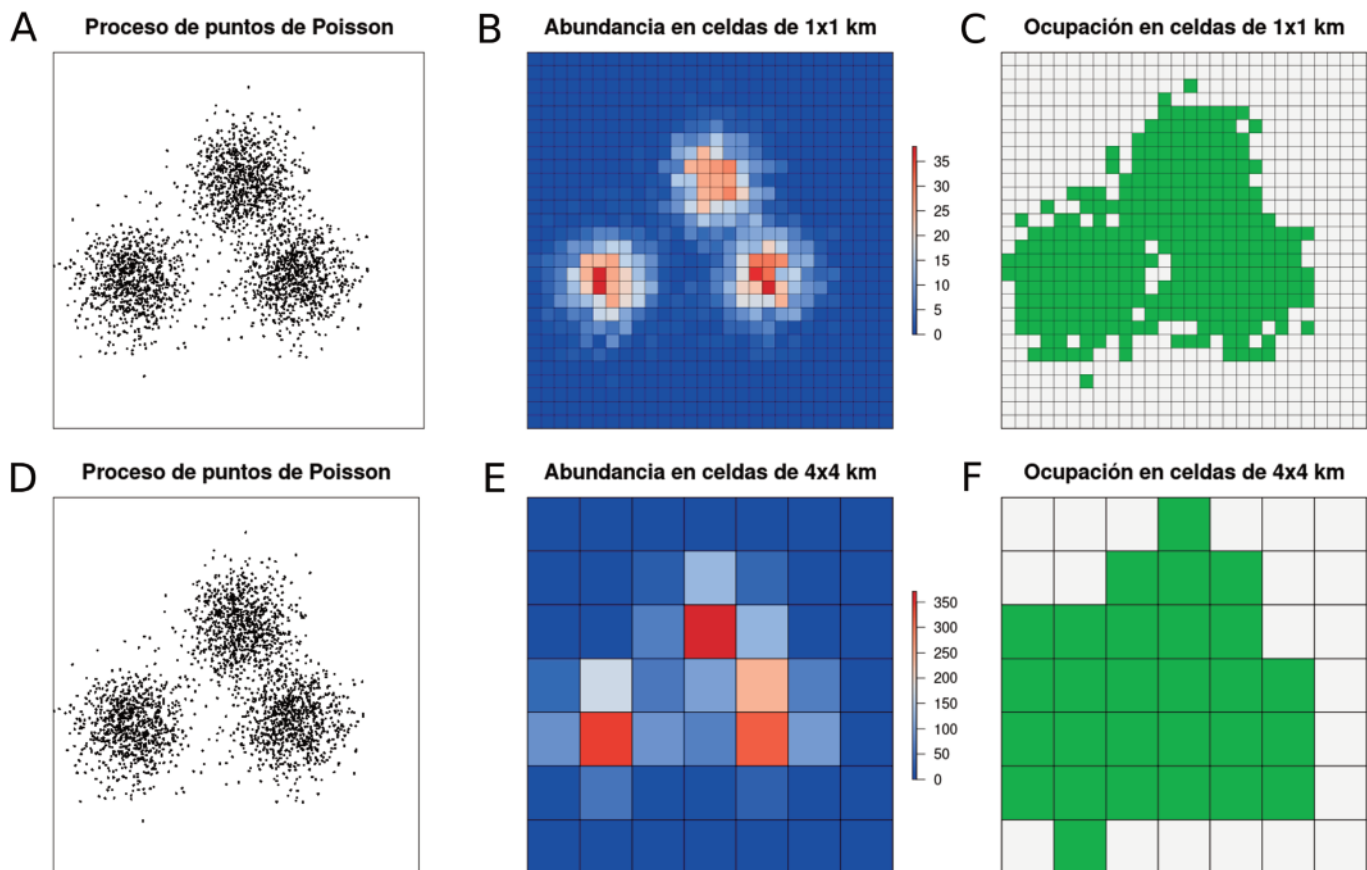 A Proceso de puntos de Poisson
B Abundancia en celdas de 1x1 km
C Ocupación en celdas de 1x1 km
35
30
25
20
15
10
5
0
D Proceso de puntos de Poisson
E Abundancia en celdas de 4x4 km
F Ocupación en celdas de 4x4 km
350
300
250
200
150
100
50
0